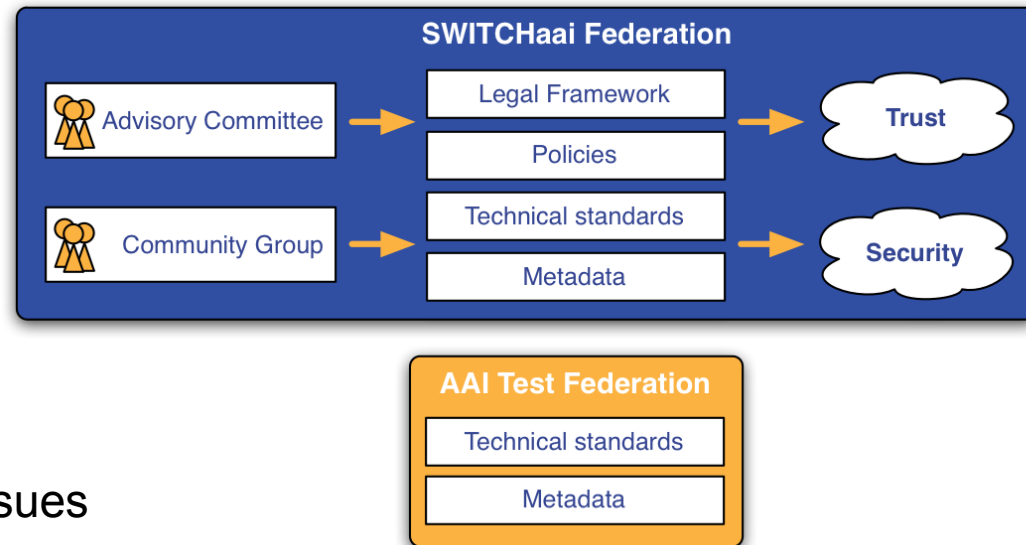 SWITCHaai Federation
Advisory Committee
Legal Framework
Policies
Trust
Community Group
Technical standards
Metadata
Security
AAI Test Federation
Technical standards
Metadata
sues